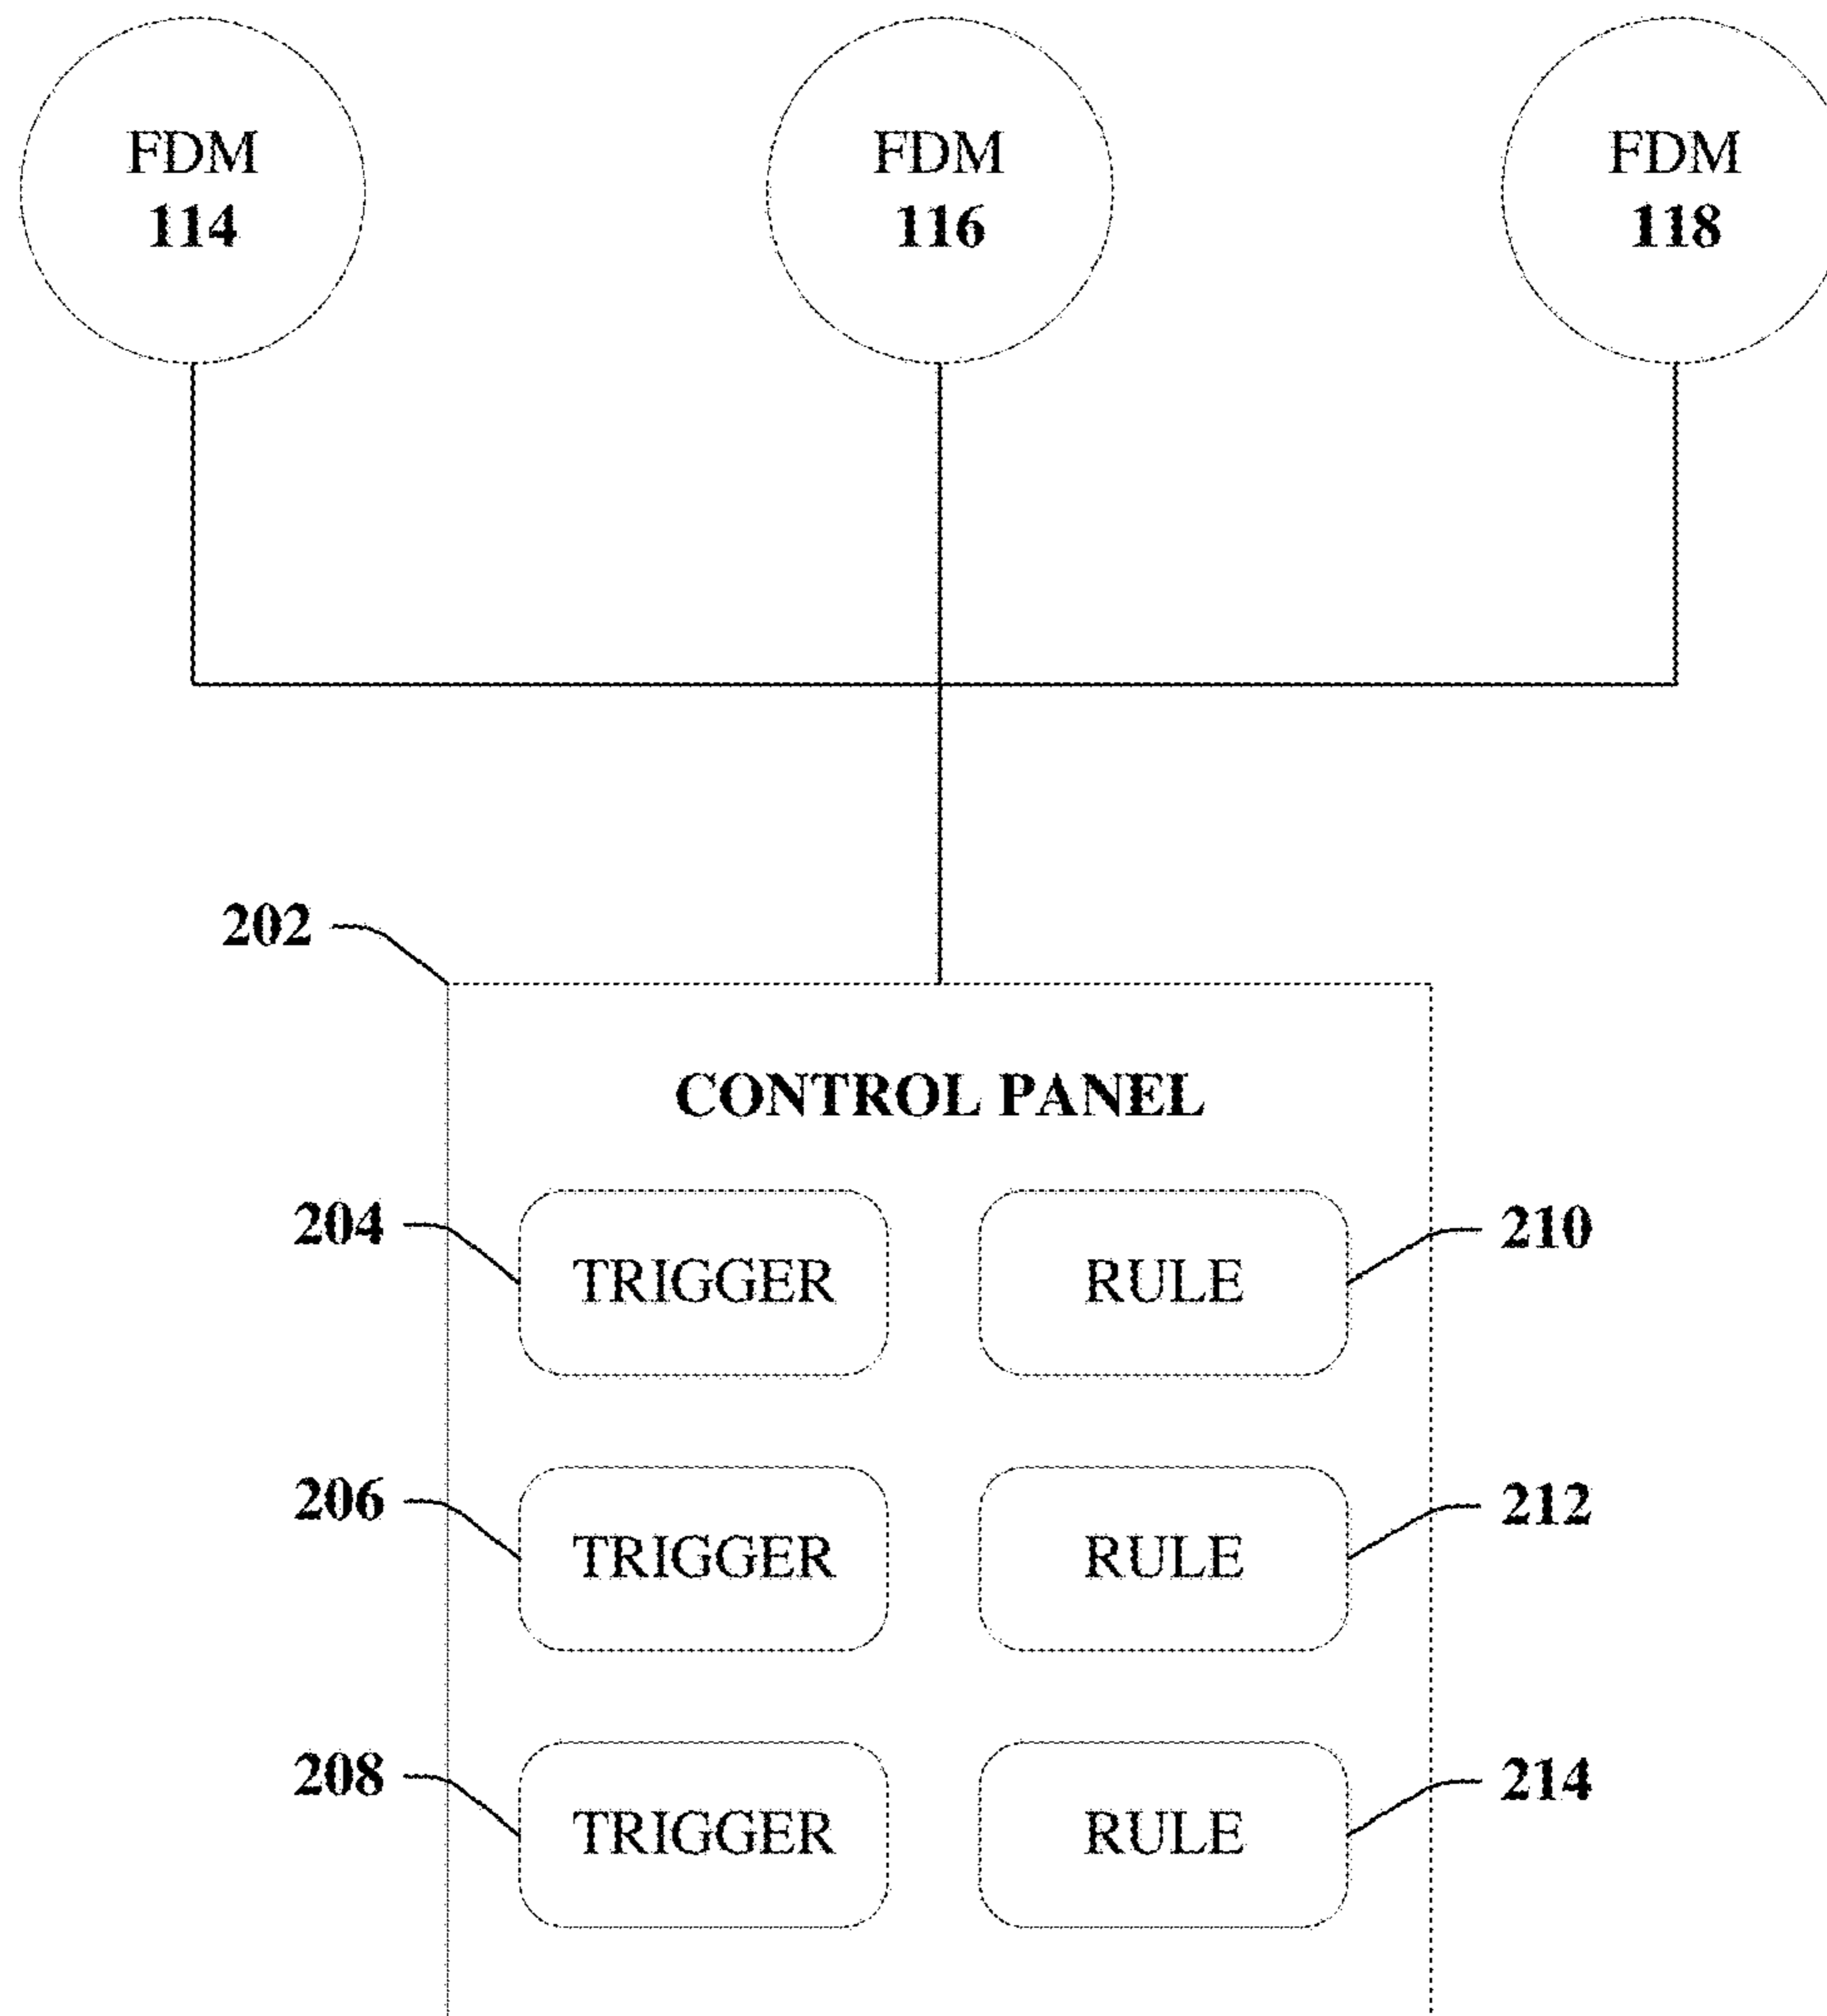 FDM
114
FDM
116
FDM
118
202
CONTROL PANEL
204
TRIGGER
RULE
210
206
TRIGGER
RULE
212
208
TRIGGER
RULE
214